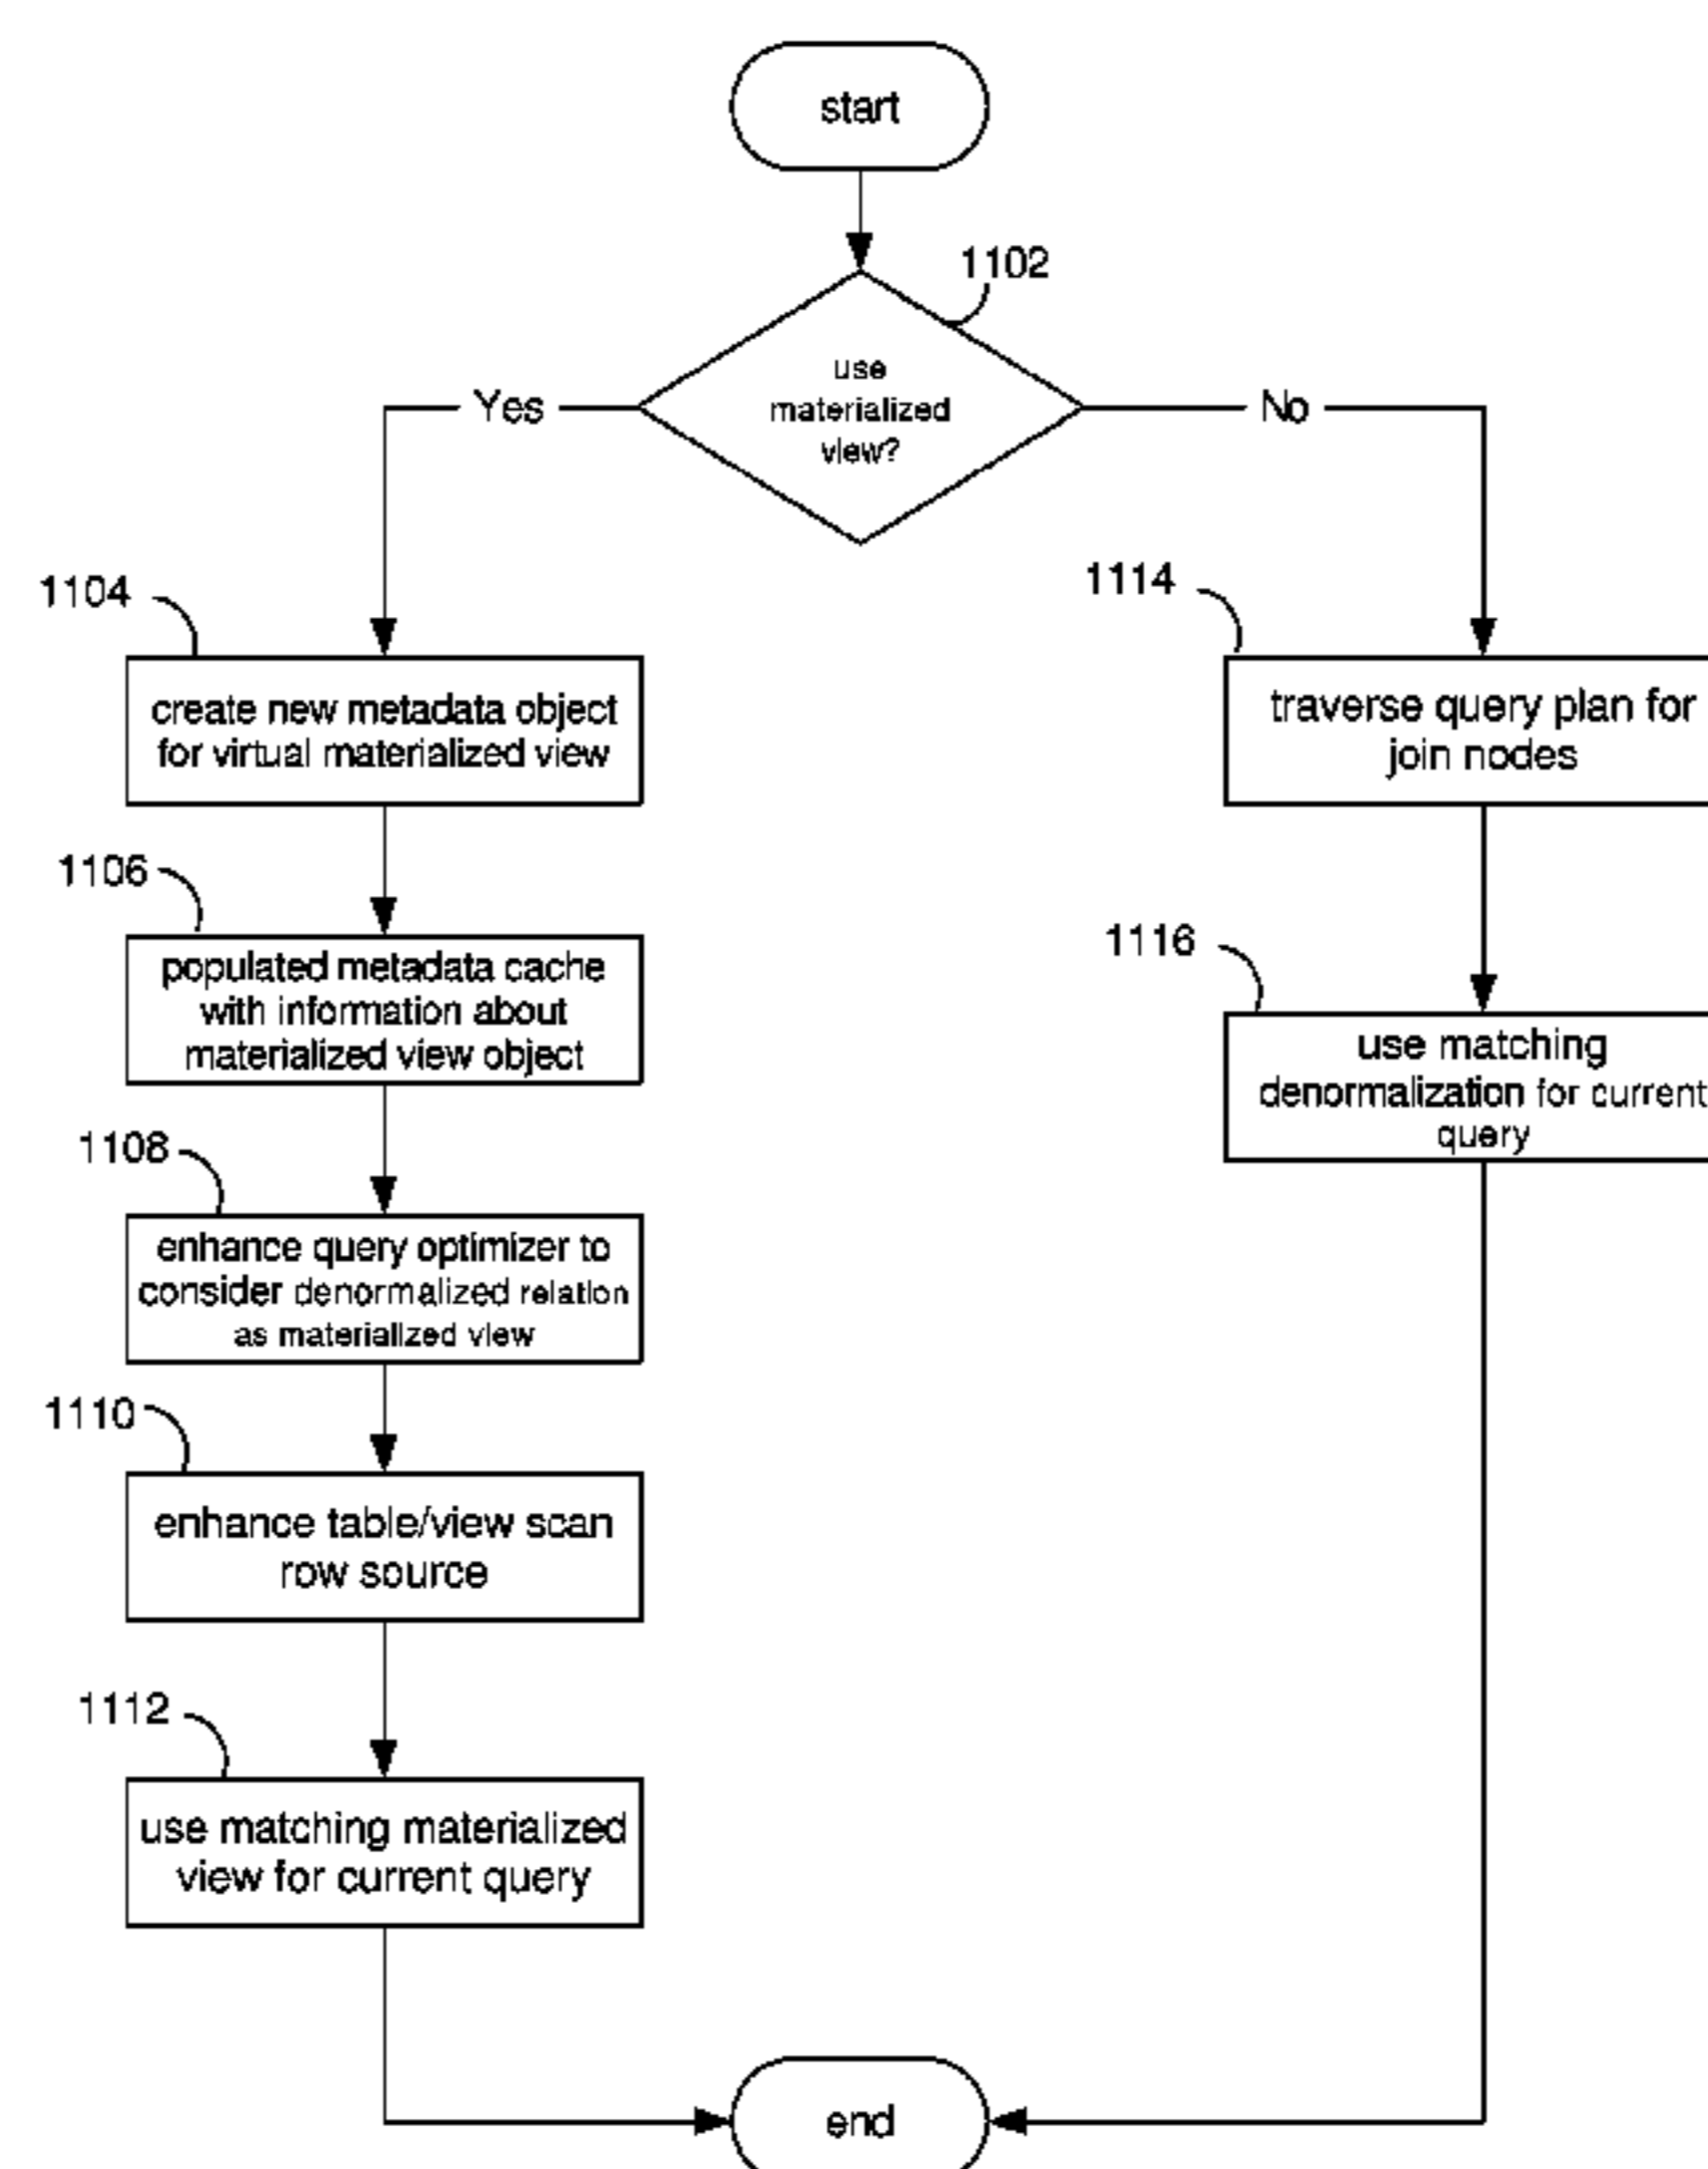 start
1102
use
materialized
view?
Yes
No
1104
create new metadata object
for virtual materialized view
1106
populated metadata cache
with information about
materialized view object
1108
enhance query optimizer to
consider denormalized relation
as materialized view
1110
enhance table/view scan
row source
1112
use matching materialized
view for current query
1114
traverse query plan for
join nodes
1116
use matching
denormalization for current
query
end